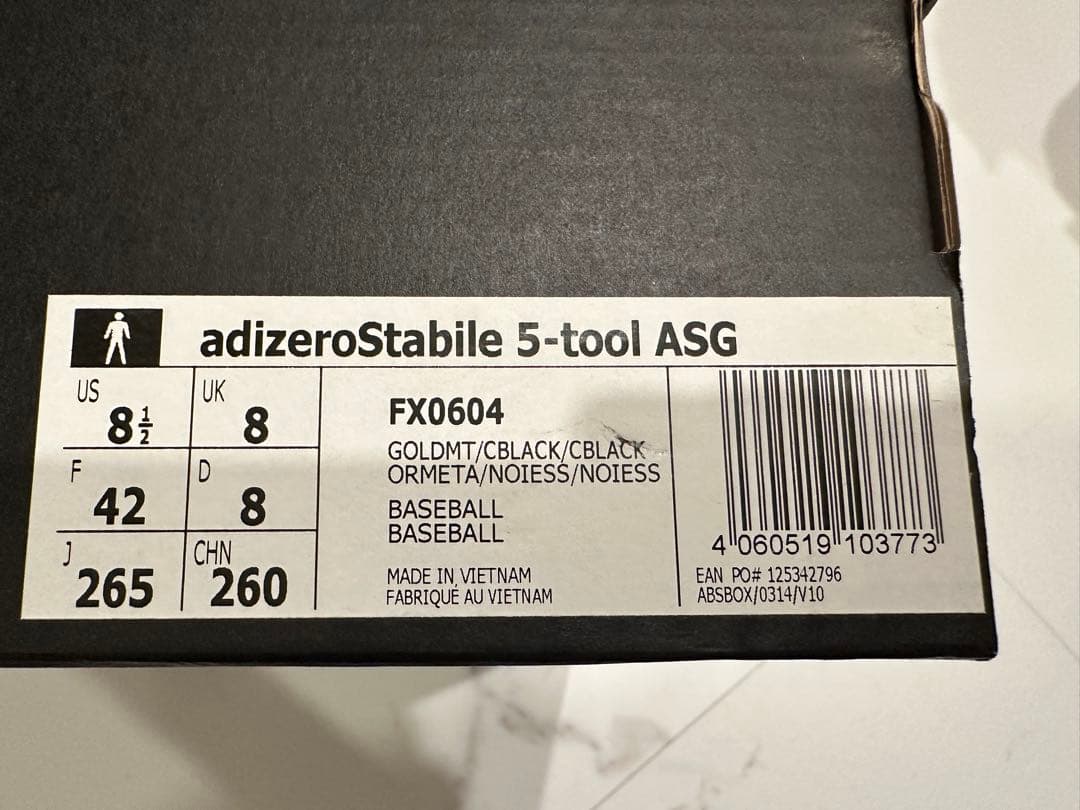 adizeroStabile 5-tool ASG
US 8½ UK 8
F 42 D 8
J 265 CHN 260
FX0604
GOLDMT/CBLACK/CBLACK
ORMETA/NOIESS/NOIESS
BASEBALL
BASEBALL
MADE IN VIETNAM
FABRIQUÉ AU VIETNAM
4 060519 103773
EAN PO# 125342796
ABSBOX/0314/V10